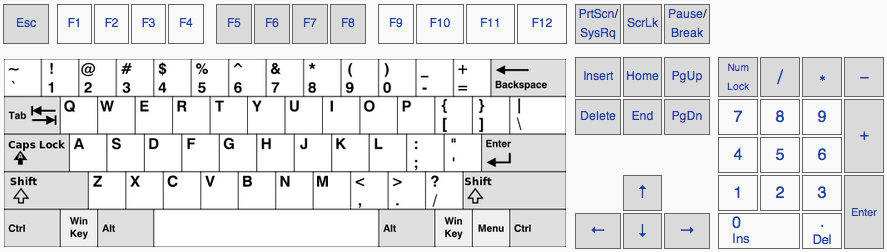 Esc F1 F2 F3 F4 F5 F6 F7 F8 F9 F10 F11 F12 PrtScn/ ScrLk Pause/
SysRq Break
~ ! @ # $ % ^ & * ( ) _ +
` 1 2 3 4 5 6 7 8 9 0 - = Backspace
Insert Home PgUp Num / * −
Lock
Tab Q W E R T Y U I O P { } |
[ ] \
Delete End PgDn 7 8 9 +
Caps Lock A S D F G H J K L : " Enter
; '
4 5 6
Shift Z X C V B N M < > ? Shift
, . /
↑ 1 2 3 Enter
Ctrl Win Alt Alt Win Menu Ctrl
Key Key
← ↓ → 0 .
Ins Del